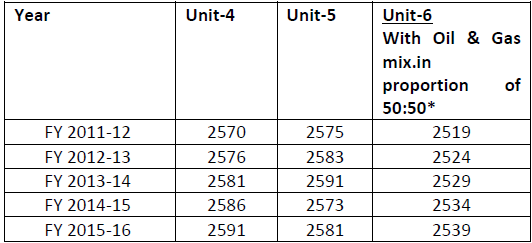 Year Unit-4 Unit-5 Unit-6
With Oil & Gas
mix.in
proportion of
50:50*
FY 2011-12 2570 2575 2519
FY 2012-13 2576 2583 2524
FY 2013-14 2581 2591 2529
FY 2014-15 2586 2573 2534
FY 2015-16 2591 2581 2539